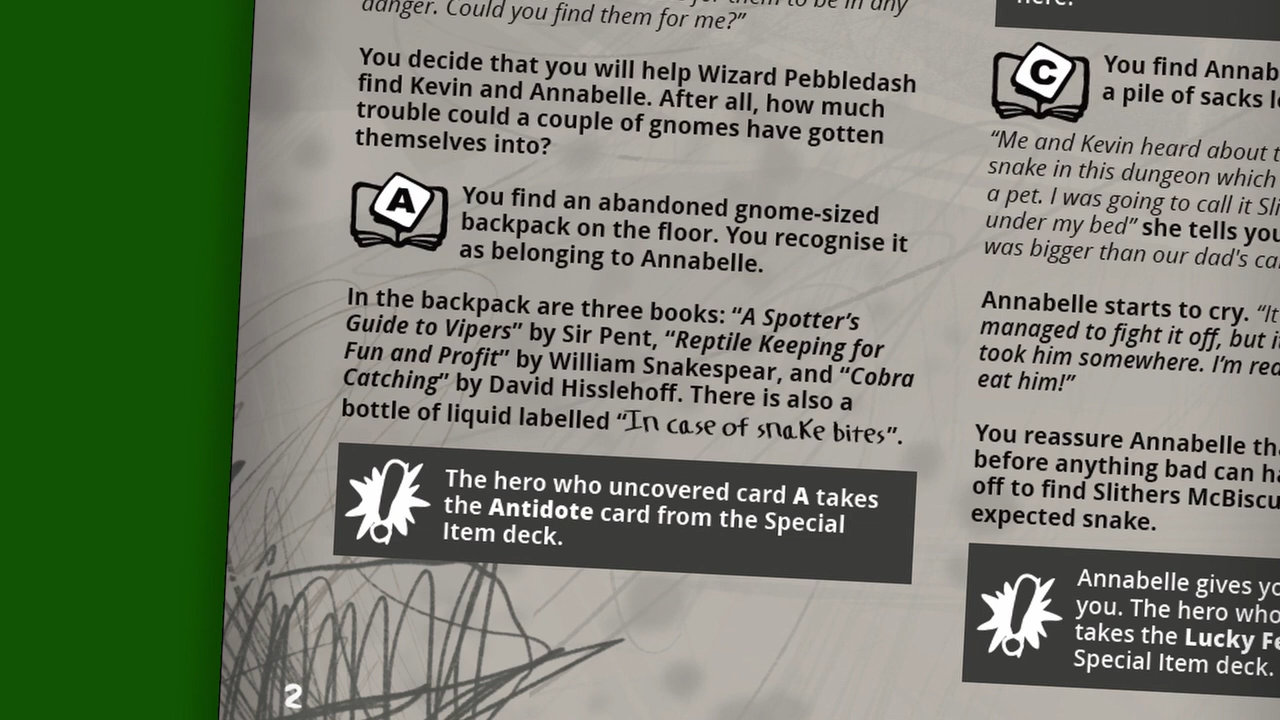 danger. Could you find them for me?”
You decide that you will help Wizard Pebbledash
find Kevin and Annabelle. After all, how much
trouble could a couple of gnomes have gotten
themselves into?
A
You find an abandoned gnome-sized
backpack on the floor. You recognise it
as belonging to Annabelle.
In the backpack are three books: “A Spotter’s
Guide to Vipers” by Sir Pent, “Reptile Keeping for
Fun and Profit” by William Snakespear, and “Cobra
Catching” by David Hisslehoff. There is also a
bottle of liquid labelled “In case of snake bites”.
The hero who uncovered card A takes
the Antidote card from the Special
Item deck.
2
C
You find Annab
a pile of sacks
“Me and Kevin heard about
snake in this dungeon which
a pet. I was going to call it
under my bed” she tells you
was bigger than our dad's
Annabelle starts to cry. “It
managed to fight it off, but
took him somewhere. I’m
eat him!”
You reassure Annabelle
before anything bad can
off to find Slithers
expected snake.
Annabelle gives
you. The hero who
takes the Lucky
Special Item deck.